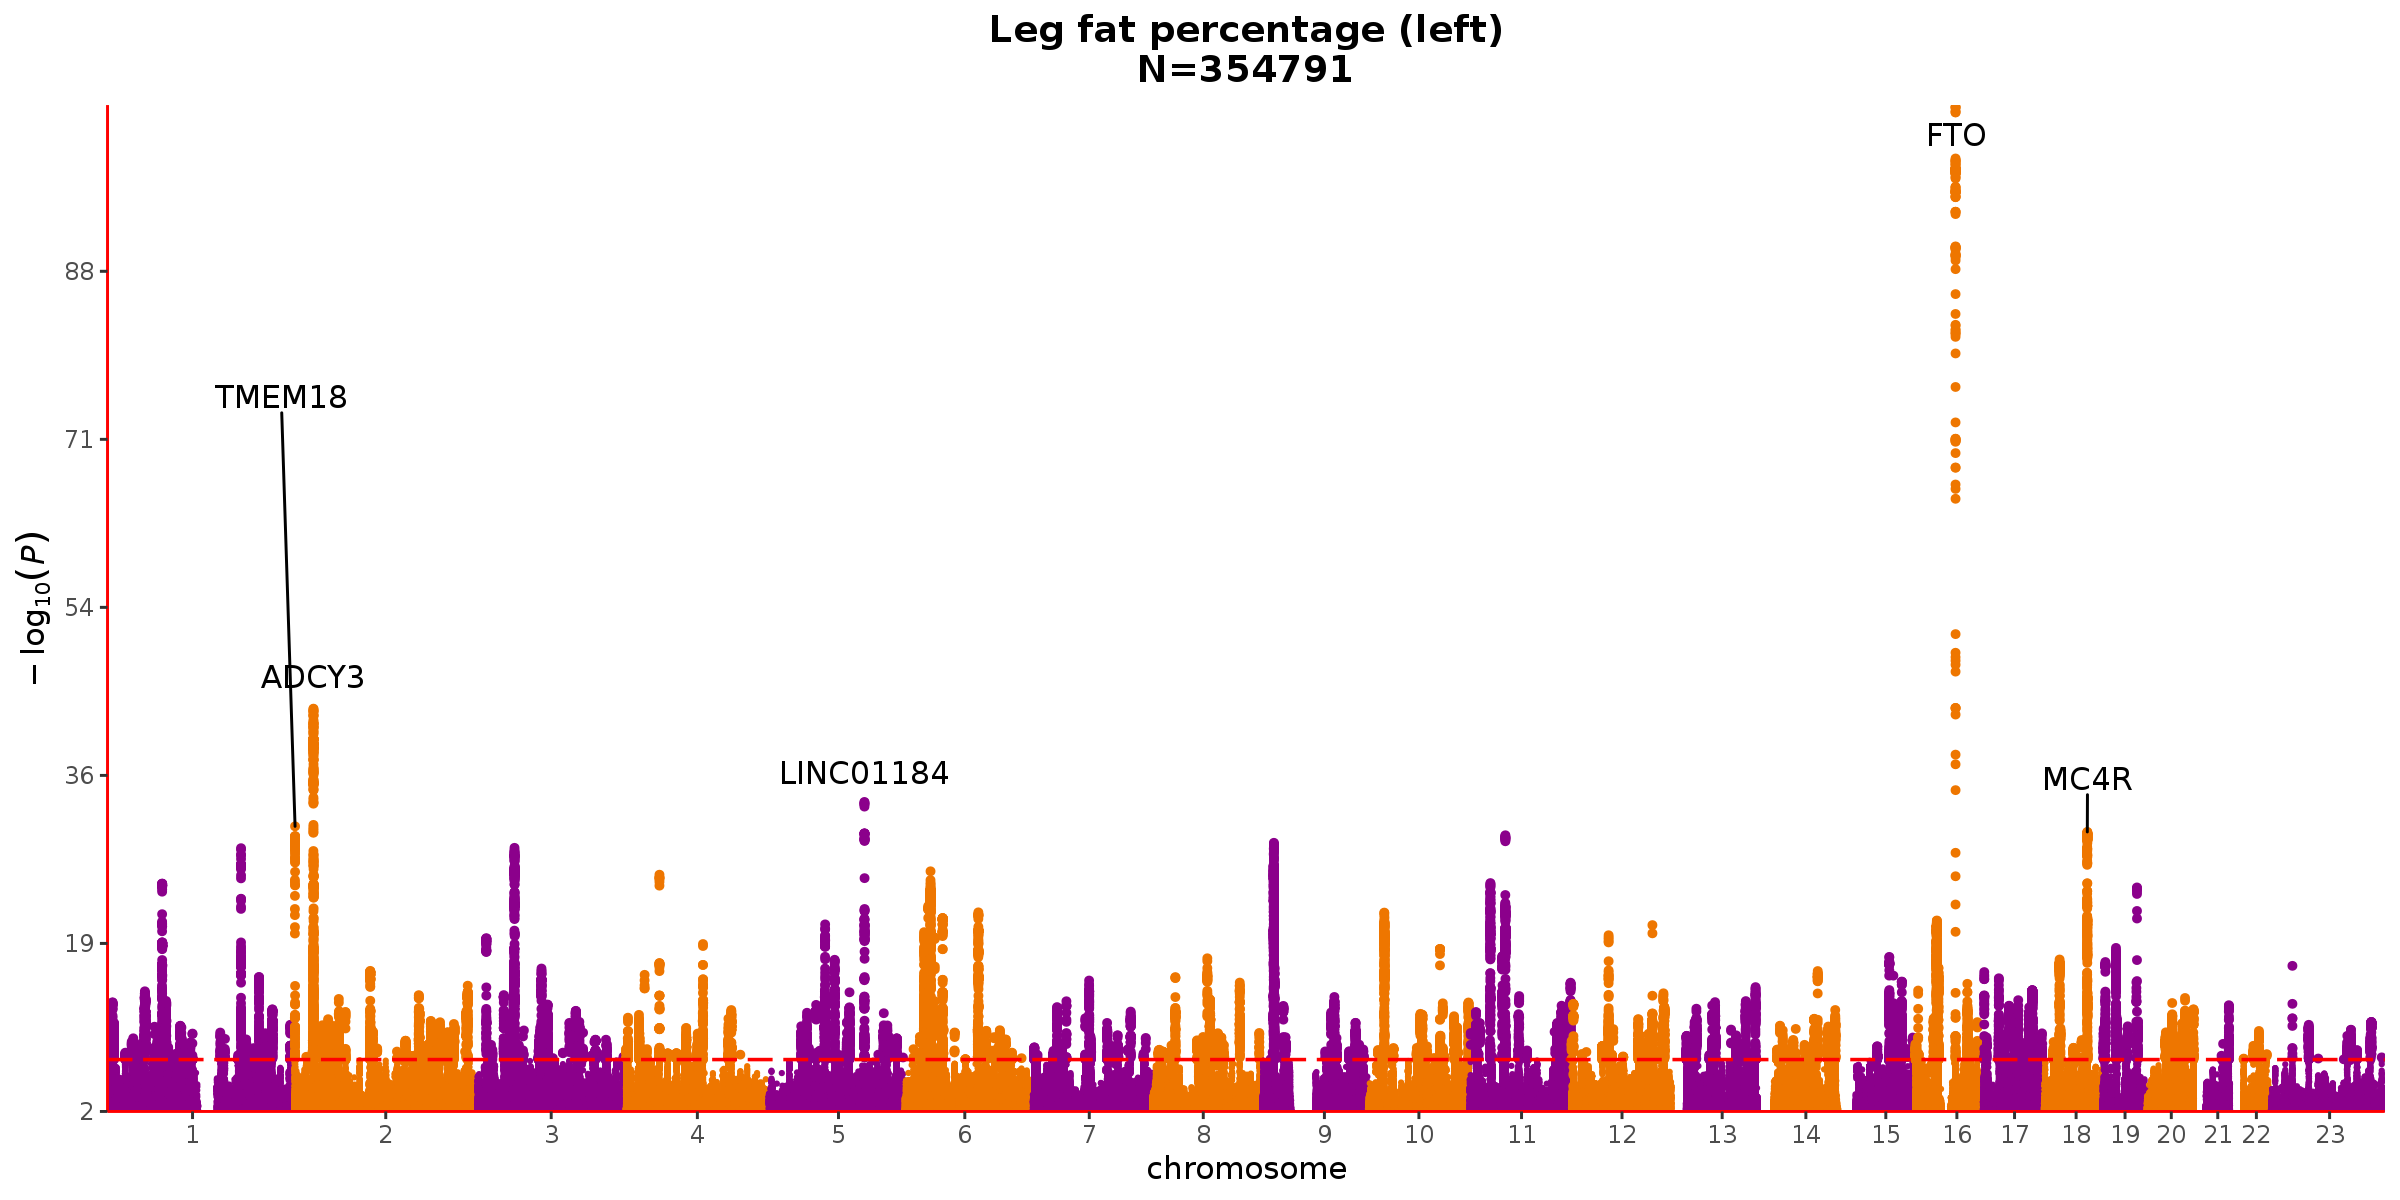 Leg fat percentage (left)
N=354791
FTO
88
TMEM18
71
− log10(P)
54
ADCY3
LINC01184
36
MC4R
19
2
1 2 3 4 5 6 7 8 9 10 11 12 13 14 15 16 17 18 19 20 21 22 23
chromosome